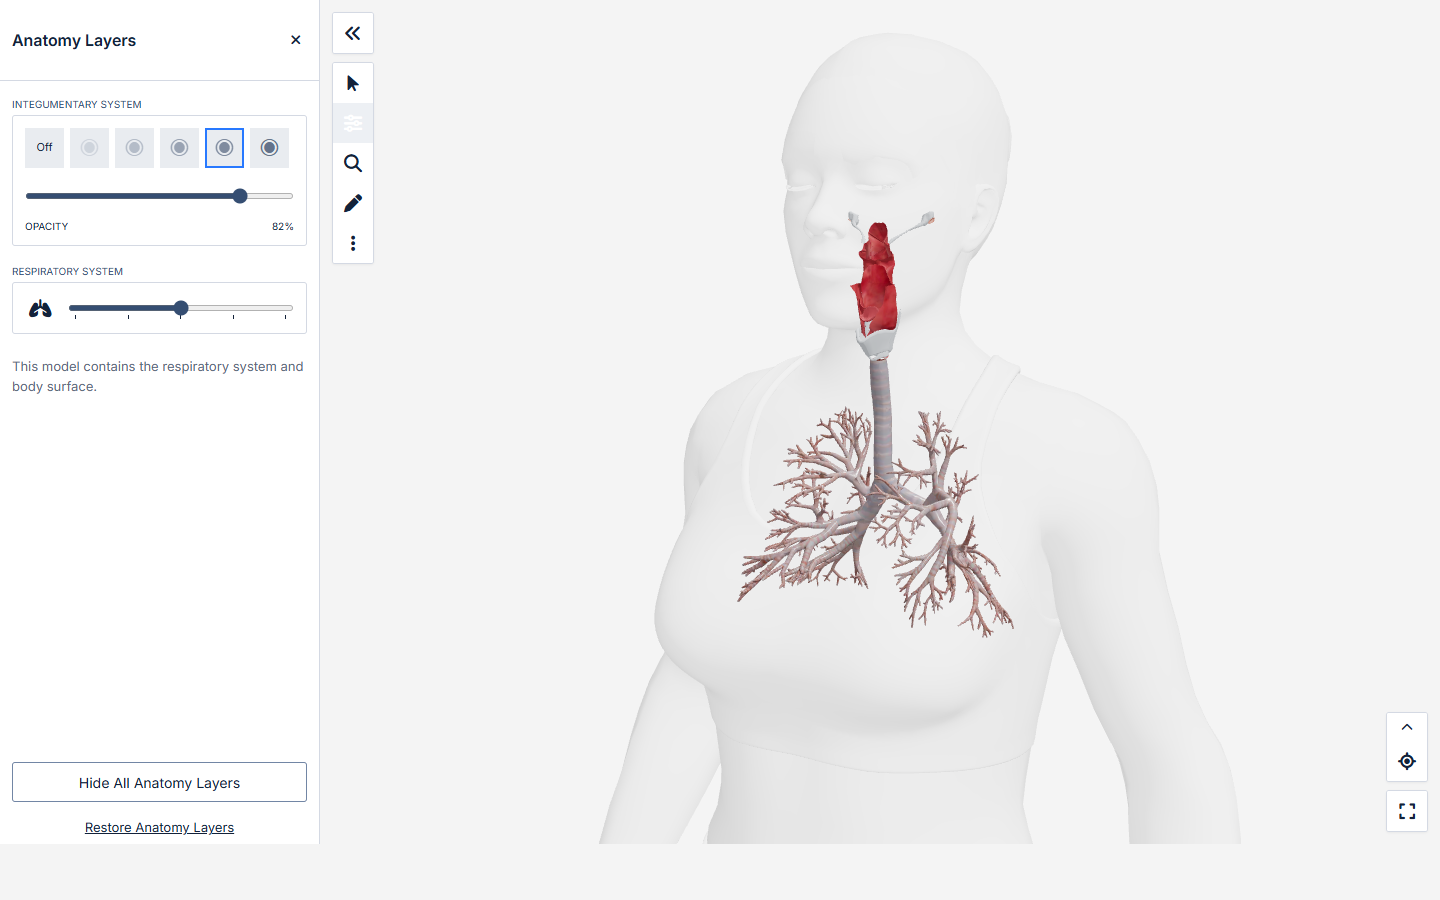 Anatomy Layers
INTEGUMENTARY SYSTEM
Off
OPACITY 82%
RESPIRATORY SYSTEM
This model contains the respiratory system and
body surface.
Hide All Anatomy Layers
Restore Anatomy Layers